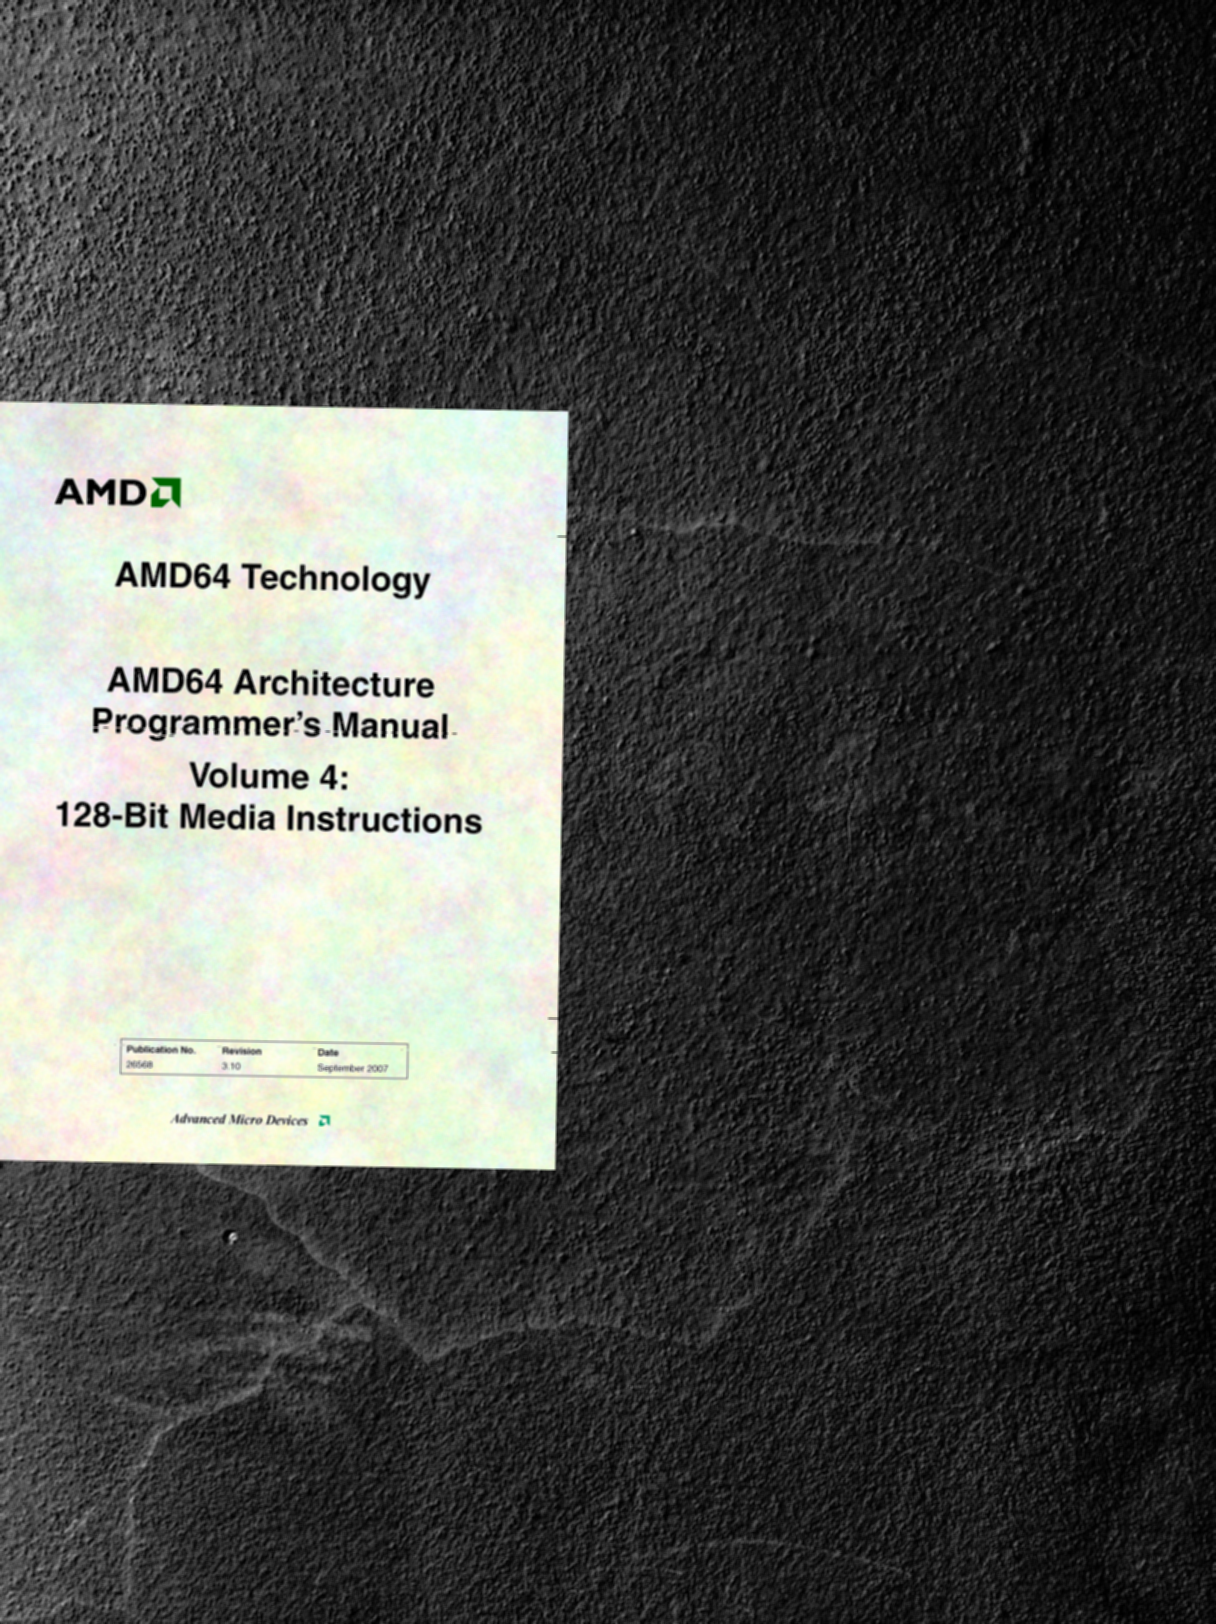 AMD
AMD64 Technology
AMD64 Architecture
Programmer's Manual
Volume 4:
128-Bit Media Instructions
Publication No. Revision Date
26568 3.10 September 2007
Advanced Micro Devices